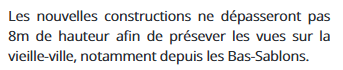 Les nouvelles constructions ne dépasseront pas
8m de hauteur afin de présever les vues sur la
vieille-ville, notamment depuis les Bas-Sablons.